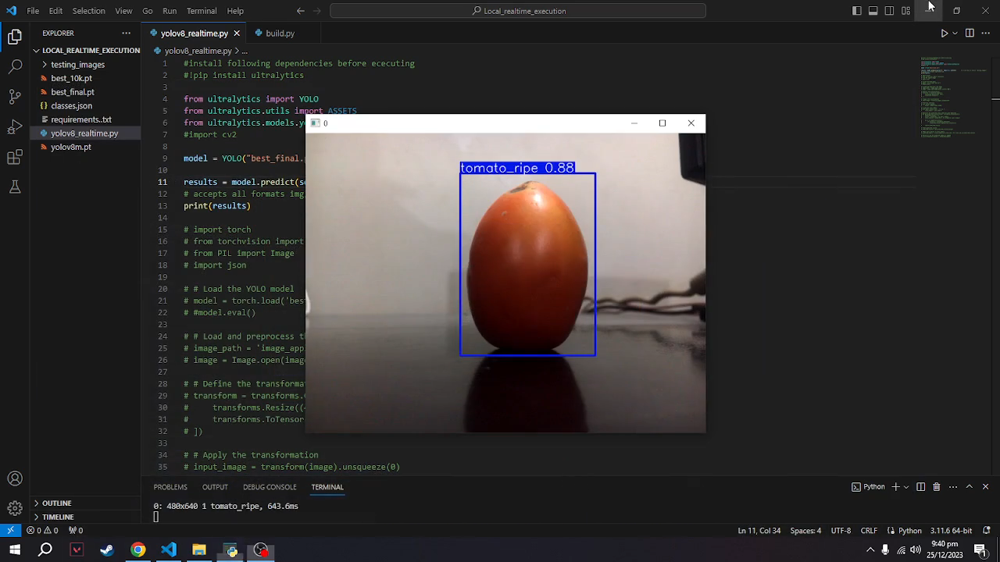 File Edit Selection View Go Run Terminal Help
Local_realtime_execution
EXPLORER
LOCAL_REALTIME_EXECUTION
testing_images
best_10k.pt
best_final.pt
classes.json
requirements.txt
yolov8_realtime.py
yolov8m.pt
OUTLINE
TIMELINE
yolov8_realtime.py
build.py
yolov8_realtime.py > ...
1 #install following dependencies before ececuting
2 #!pip install ultralytics
3
4 from ultralytics import YOLO
5 from ultralytics.util import ASSETS
6 from ultralytics.models.yo
7 #import cv2
8
9 model = YOLO("best_final.p
10
11 results = model.predict(so
12 # accepts all formats img
13 print(results)
14
15 # import torch
16 # from torchvision import
17 # from PIL import Image
18 # import json
19
20 # # Load the YOLO model
21 # model = torch.load('best
22 # #model.eval()
23
24 # # Load and preprocess th
25 # image_path = 'image_app
26 # image = Image.open(imag
27
28 # # Define the transforma
29 # transform = transforms.
30 # transforms.Resize((
31 # transforms.ToTensor
32 # ])
33
34 # # Apply the transformation
35 # input_image = transform(image).unsqueeze(0)
0
tomato_ripe 0.88
PROBLEMS OUTPUT DEBUG CONSOLE TERMINAL
Python
0: 480x640 1 tomato_ripe, 643.6ms
0 0 0
Ln 11, Col 34 Spaces: 4 UTF-8 CRLF Python 3.11.6 64-bit
9:40 pm
25/12/2023